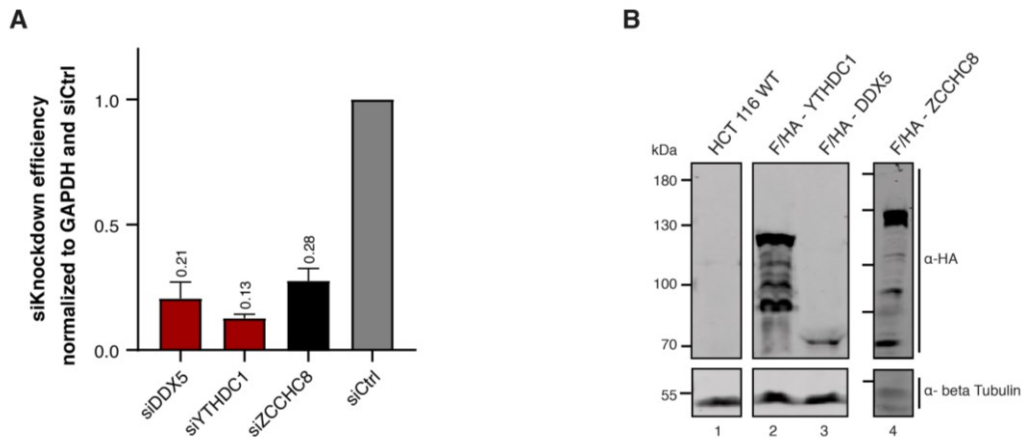 A
siKnockdown efficiency
normalized to GAPDH and siCtrl
1.0
0.5
0.0
0.21
0.13
0.28
siDDX5
siYTHDC1
siZCCHC8
siCtrl
B
HCT 116 WT
F/HA - YTHDC1
F/HA - DDX5
F/HA - ZCCHC8
kDa
180
130
100
70
55
α-HA
α- beta Tubulin
1 2 3 4